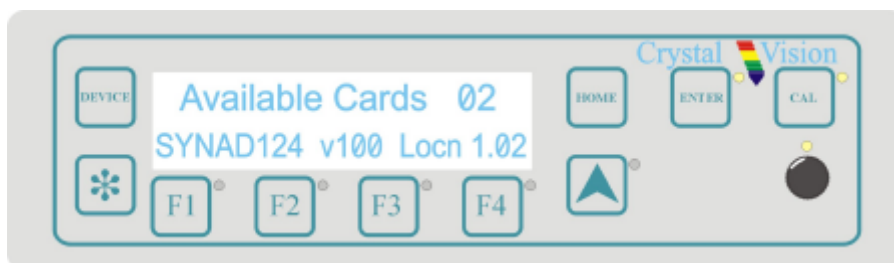 Crystal Vision
DEVICE
Available Cards 02
HOME
ENTER
CAL
SYNAD124 v100 Locn 1.02
F1
F2
F3
F4